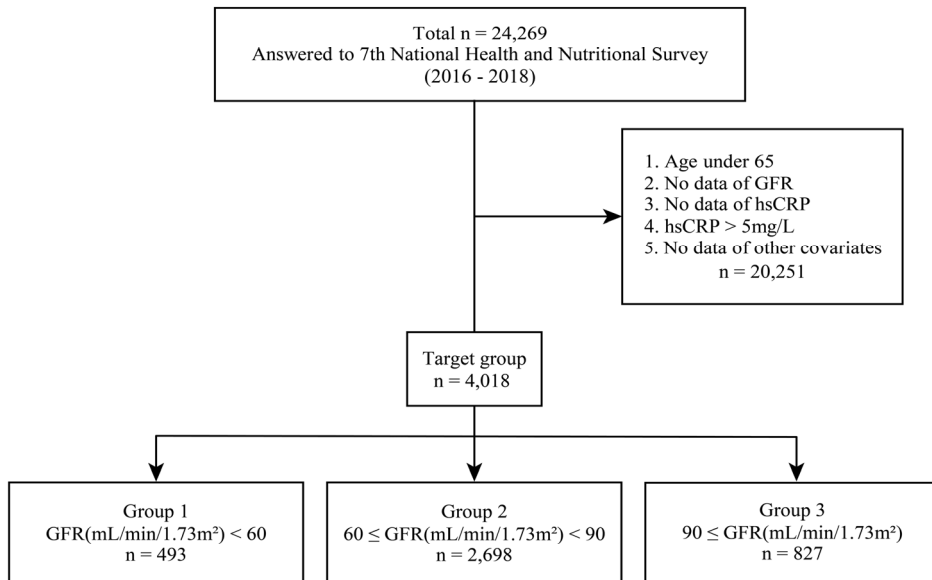 Total n = 24,269
Answered to 7th National Health and Nutritional Survey
(2016 - 2018)
1. Age under 65
2. No data of GFR
3. No data of hsCRP
4. hsCRP > 5mg/L
5. No data of other covariates
n = 20,251
Target group
n = 4,018
Group 1
GFR(mL/min/1.73m²) < 60
n = 493
Group 2
60 ≤ GFR(mL/min/1.73m²) < 90
n = 2,698
Group 3
90 ≤ GFR(mL/min/1.73m²)
n = 827